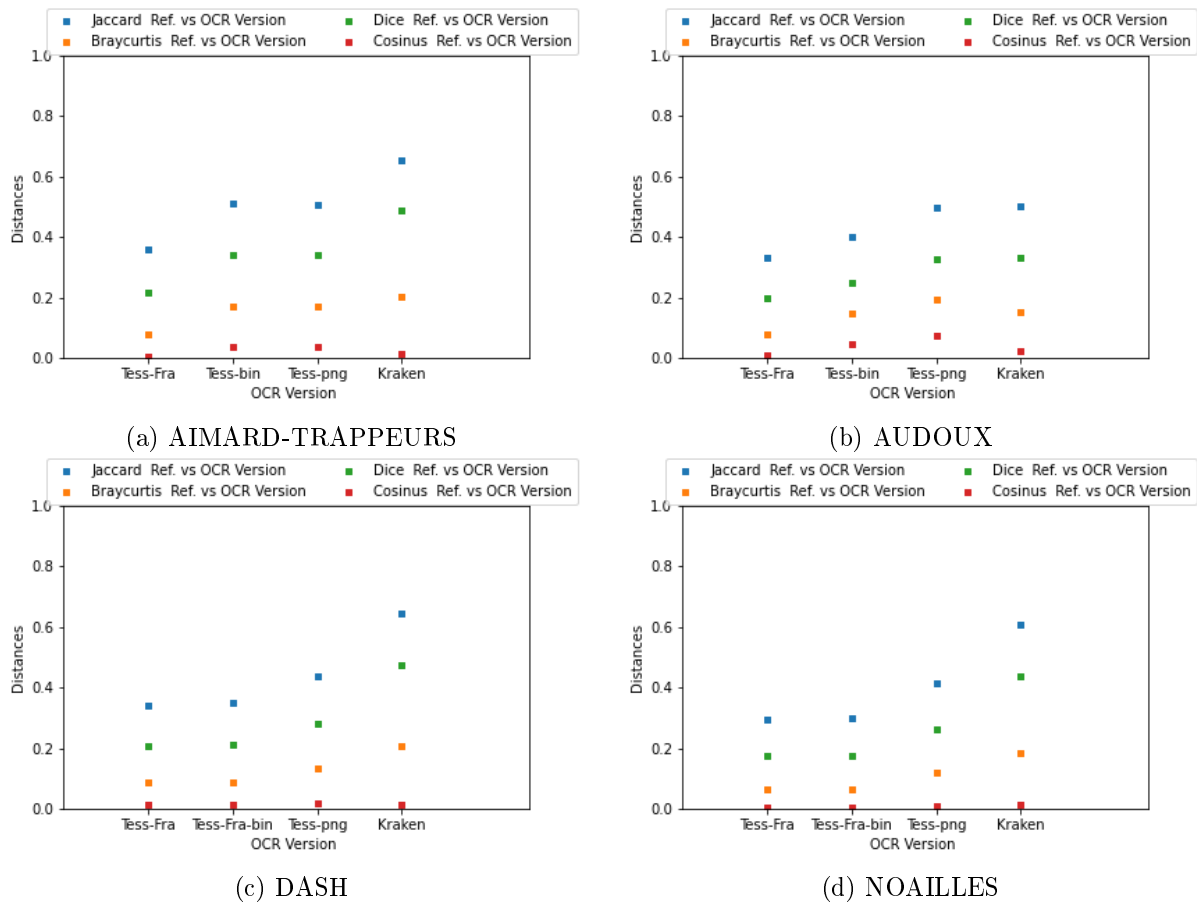 Jaccard Ref. vs OCR Version Dice Ref. vs OCR Version
Braycurtis Ref. vs OCR Version Cosinus Ref. vs OCR Version
1.0
0.8
0.6
0.4
0.2
0.0
Distances
Tess-Fra Tess-bin Tess-png Kraken
OCR Version
(a) AIMARD-TRAPPEURS
Jaccard Ref. vs OCR Version Dice Ref. vs OCR Version
Braycurtis Ref. vs OCR Version Cosinus Ref. vs OCR Version
1.0
0.8
0.6
0.4
0.2
0.0
Distances
Tess-Fra Tess-bin Tess-png Kraken
OCR Version
(b) AUDOUX
Jaccard Ref. vs OCR Version Dice Ref. vs OCR Version
Braycurtis Ref. vs OCR Version Cosinus Ref. vs OCR Version
1.0
0.8
0.6
0.4
0.2
0.0
Distances
Tess-Fra Tess-Fra-bin Tess-png Kraken
OCR Version
(c) DASH
Jaccard Ref. vs OCR Version Dice Ref. vs OCR Version
Braycurtis Ref. vs OCR Version Cosinus Ref. vs OCR Version
1.0
0.8
0.6
0.4
0.2
0.0
Distances
Tess-Fra Tess-Fra-bin Tess-png Kraken
OCR Version
(d) NOAILLES